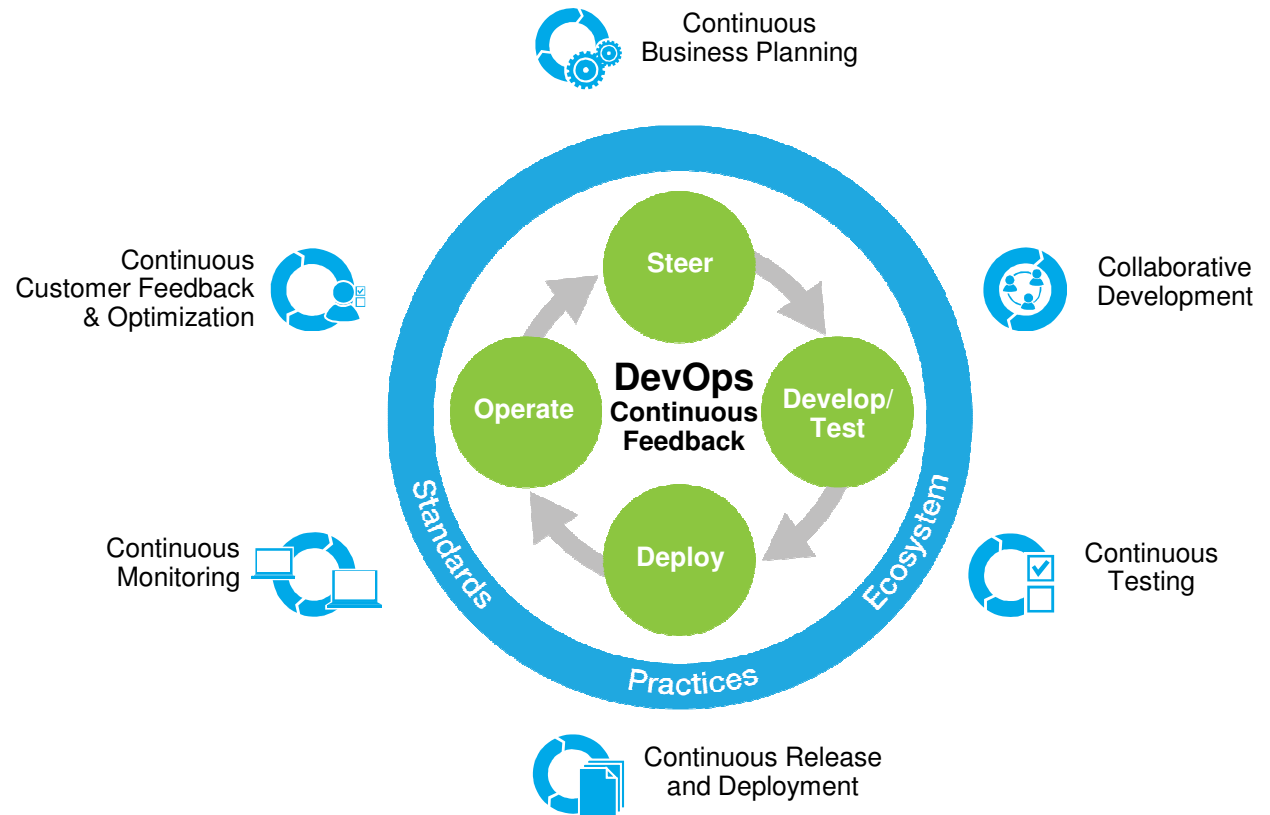 Continuous
Business Planning
Continuous
Customer Feedback
& Optimization
Steer
Collaborative
Development
DevOps
Continuous
Feedback
Operate
Develop/
Test
Deploy
Continuous
Monitoring
Continuous
Testing
Standards
Practices
Ecosystem
Continuous Release
and Deployment